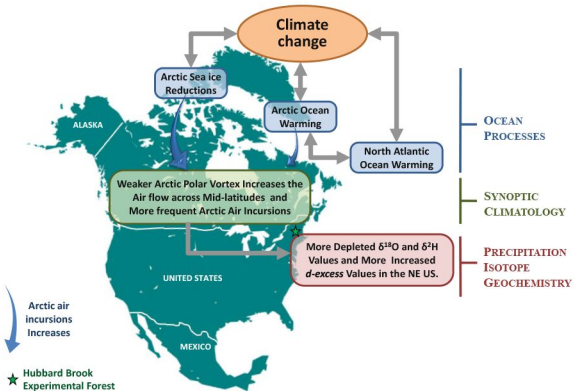 Climate
change
Arctic Sea ice
Reductions
Arctic Ocean
Warming
North Atlantic
Ocean Warming
OCEAN
PROCESSES
ALASKA
Weaker Arctic Polar Vortex Increases the
Air flow across Mid-latitudes and
More frequent Arctic Air Incursions
SYNOPTIC
CLIMATOLOGY
More Depleted δ¹⁸O and δ²H
Values and More Increased
d-excess Values in the NE US.
PRECIPITATION
ISOTOPE
GEOCHEMISTRY
UNITED STATES
MEXICO
Arctic air
incursions
Increases
Hubbard Brook
Experimental Forest